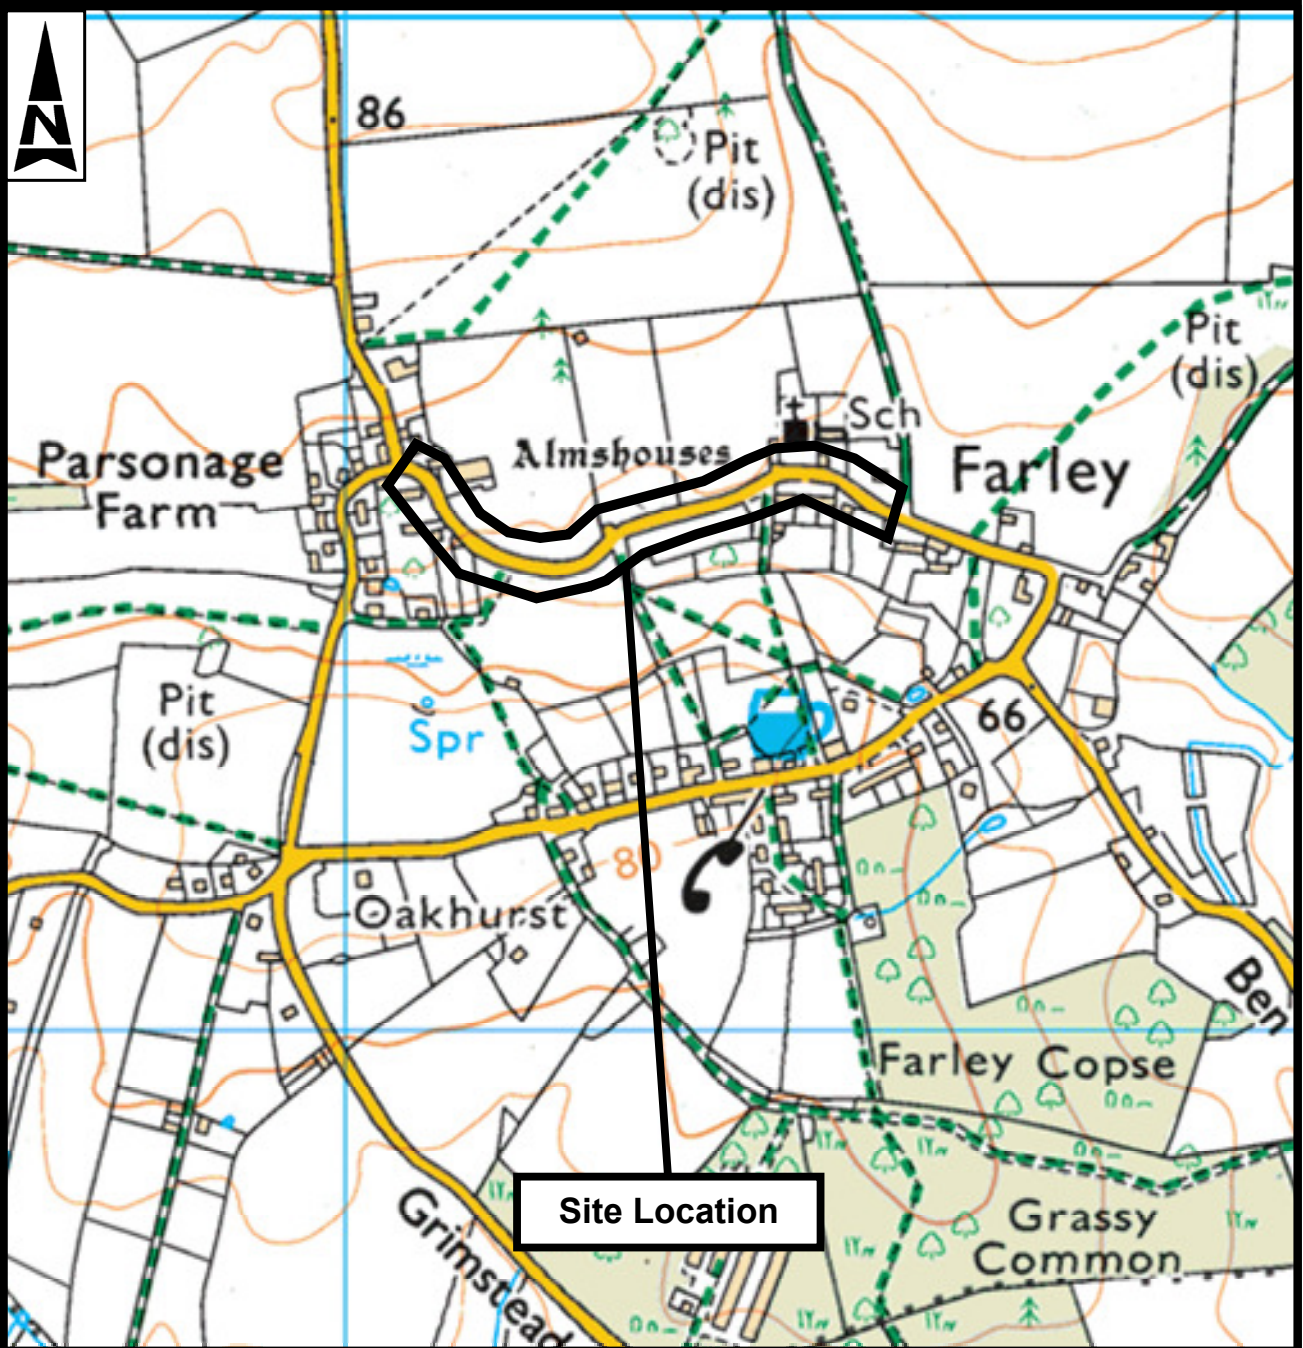 N
86
Pit
(dis)
Pit
(dis)
Sch
Almshouses
Farley
Parsonage
Farm
Pit
(dis)
Spr
66
80
Oakhurst
Ben
Farley Copse
Site Location
Grassy
Common
Grimstead